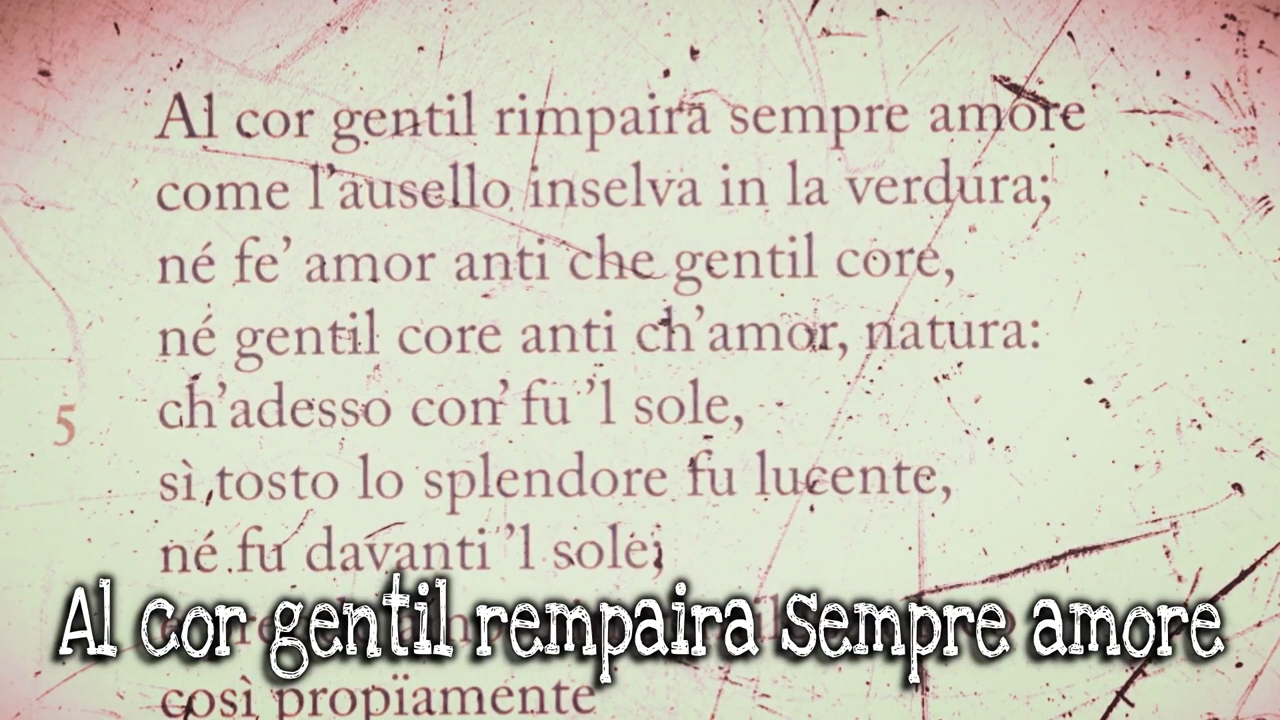 Al cor gentil rimpaira sempre amore
come l'ausello inselva in la verdura;
né fe' amor anti che gentil core,
né gentil core anti ch'amor, natura:
ch'adesso con' fu 'l sole,
5
sì tosto lo splendore fu lucente,
né fu davanti 'l sole;
Al cor gentil rempaira sempre amore
così propïamente